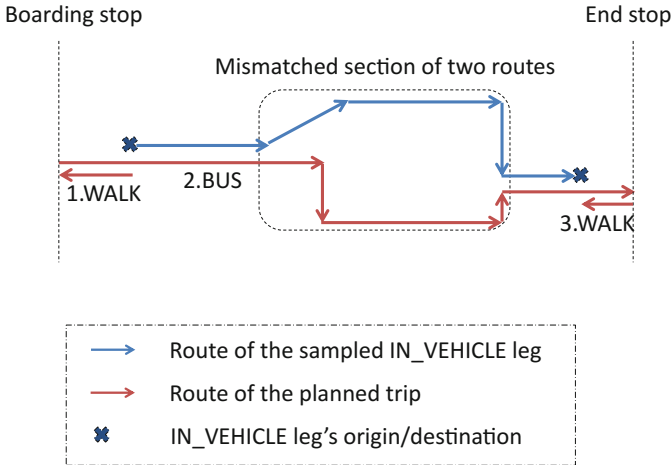 Boarding stop
End stop
Mismatched section of two routes
1.WALK
2.BUS
3.WALK
Route of the sampled IN_VEHICLE leg
Route of the planned trip
IN_VEHICLE leg's origin/destination